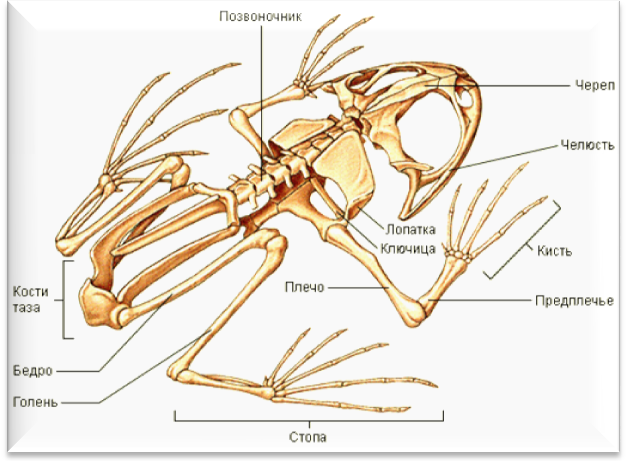 Позвоночник
Череп
Челюсть
Лопатка
Ключица
Кисть
Плечо
Предплечье
Кости
таза
Бедро
Голень
Стопа